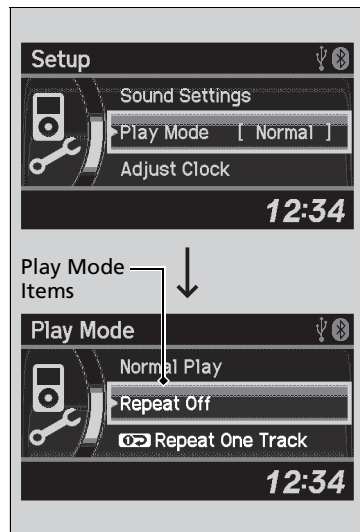 Setup
Sound Settings
Play Mode [ Normal ]
Adjust Clock
12:34
Play Mode
Items
Play Mode
Normal Play
Repeat Off
Repeat One Track
12:34